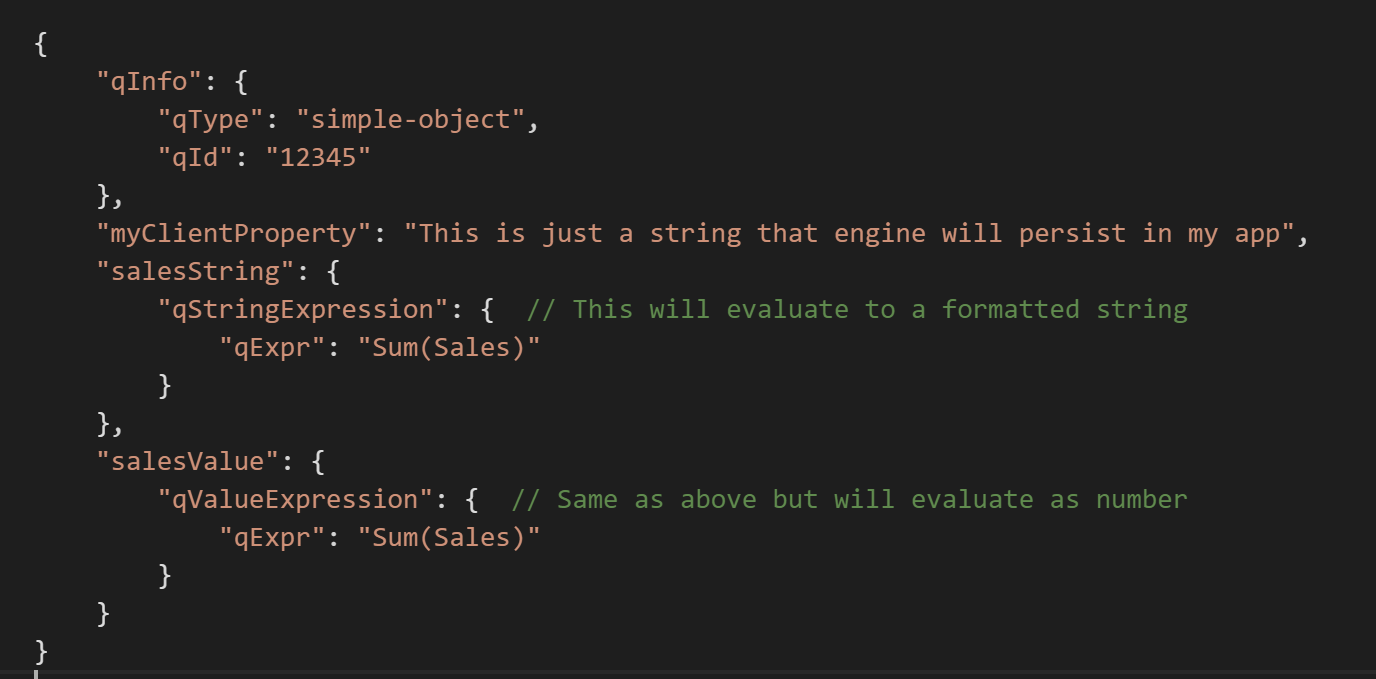 {
    "qInfo": {
        "qType": "simple-object",
        "qId": "12345"
    },
    "myClientProperty": "This is just a string that engine will persist in my app",
    "salesString": {
        "qStringExpression": {  // This will evaluate to a formatted string
            "qExpr": "Sum(Sales)"
        }
    },
    "salesValue": {
        "qValueExpression": {  // Same as above but will evaluate as number
            "qExpr": "Sum(Sales)"
        }
    }
}